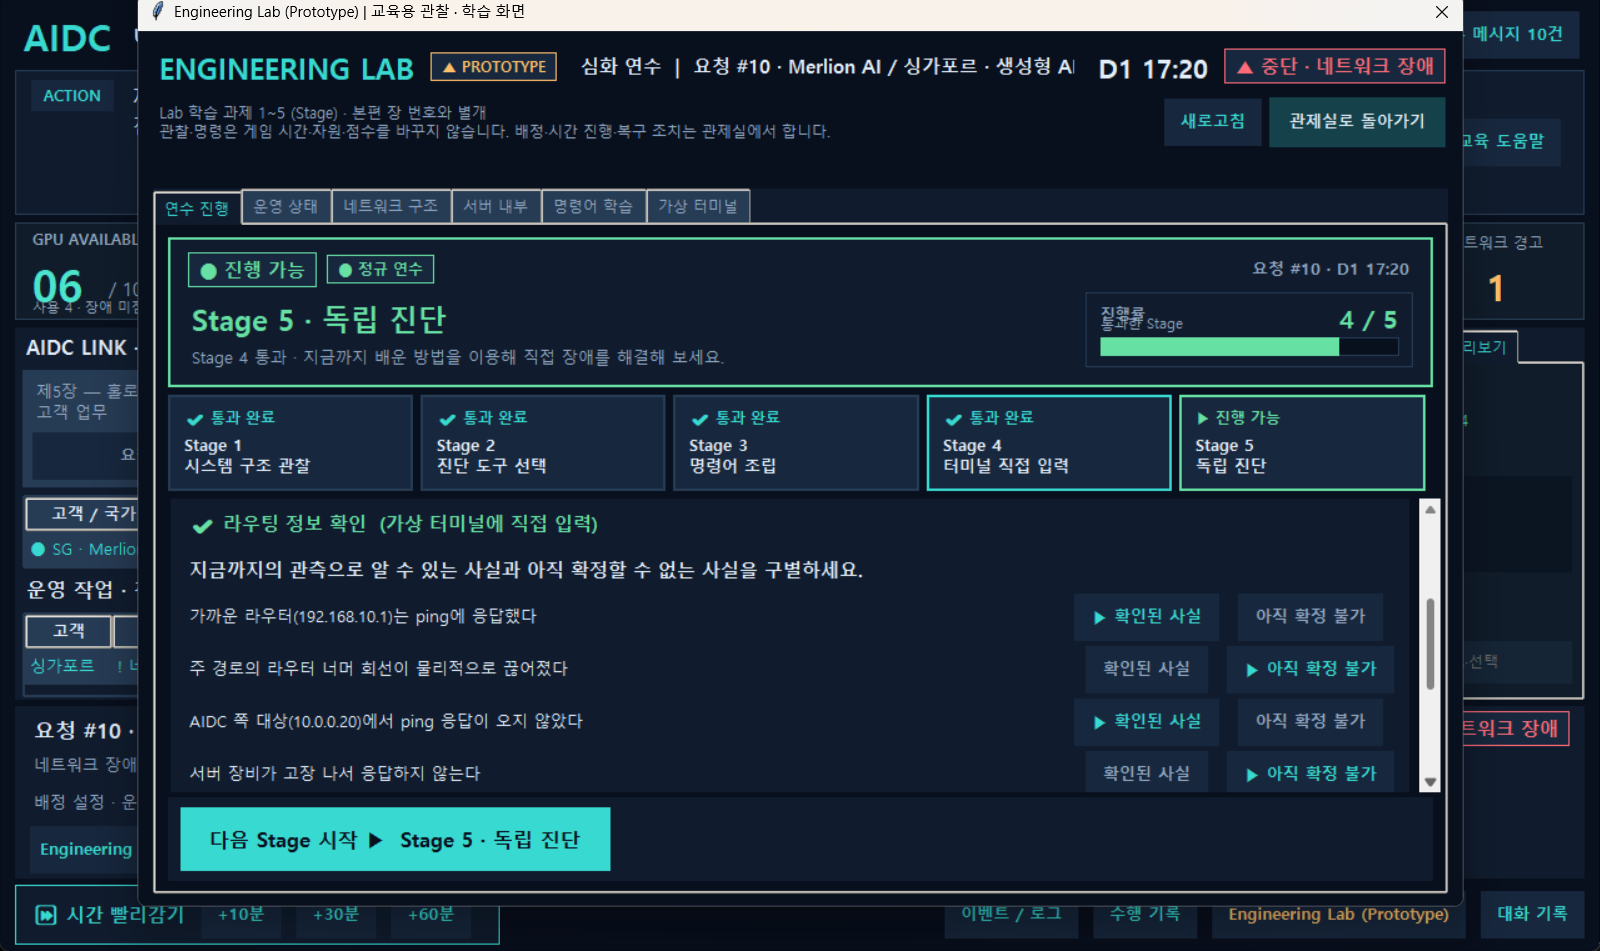 Engineering Lab (Prototype) | 교육용 관찰 · 학습 화면
AIDC
메시지 10건
ENGINEERING LAB
▲ PROTOTYPE
심화 연수 | 요청 #10 · Merlion AI / 싱가포르 · 생성형 AI
D1 17:20
▲ 중단 · 네트워크 장애
Lab 학습 과제 1~5 (Stage) · 본편 장 번호와 별개
관찰·명령은 게임 시간·자원·점수를 바꾸지 않습니다. 배정·시간 진행·복구 조치는 관제실에서 합니다.
새로고침
관제실로 돌아가기
ACTION
교육 도움말
연수 진행
운영 상태
네트워크 구조
서버 내부
명령어 학습
가상 터미널
GPU AVAILABL
06 / 10
사용 4 · 장애 미
트워크 경고
1
● 진행 가능
● 정규 연수
요청 #10 · D1 17:20
Stage 5 · 독립 진단
Stage 4 통과 · 지금까지 배운 방법을 이용해 직접 장애를 해결해 보세요.
진행률
통과한 Stage
4 / 5
AIDC LINK ·
리보기
제5장 — 홀로
고객 업무
요
✔ 통과 완료
Stage 1
시스템 구조 관찰
✔ 통과 완료
Stage 2
진단 도구 선택
✔ 통과 완료
Stage 3
명령어 조립
✔ 통과 완료
Stage 4
터미널 직접 입력
▶ 진행 가능
Stage 5
독립 진단
고객 / 국가
● SG · Merlio
운영 작업 ·
고객
싱가포르 ! 네
✔ 라우팅 정보 확인 (가상 터미널에 직접 입력)
지금까지의 관측으로 알 수 있는 사실과 아직 확정할 수 없는 사실을 구별하세요.
가까운 라우터(192.168.10.1)는 ping에 응답했다
▶ 확인된 사실
아직 확정 불가
주 경로의 라우터 너머 회선이 물리적으로 끊어졌다
확인된 사실
▶ 아직 확정 불가
AIDC 쪽 대상(10.0.0.20)에서 ping 응답이 오지 않았다
▶ 확인된 사실
아직 확정 불가
서버 장비가 고장 나서 응답하지 않는다
확인된 사실
▶ 아직 확정 불가
선택
요청 #10 ·
트워크 장애
네트워크 장애
배정 설정 · 운
Engineering
다음 Stage 시작 ▶ Stage 5 · 독립 진단
시간 빨리감기
+10분
+30분
+60분
이벤트 / 로그
수행 기록
Engineering Lab (Prototype)
대화 기록